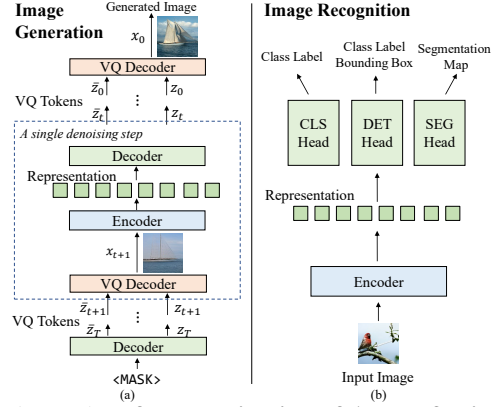 Image Generation
Generated Image
x₀
VQ Decoder
z̄₀ z₀
VQ Tokens ⋮
z̄ₜ zₜ
A single denoising step
Decoder
Representation
Encoder
xₜ₊₁
VQ Decoder
z̄ₜ₊₁ zₜ₊₁
VQ Tokens ⋮
z̄_T z_T
Decoder
<MASK>
(a)
Image Recognition
Class Label
Class Label Bounding Box
Segmentation Map
CLS Head
DET Head
SEG Head
Representation
Encoder
Input Image
(b)